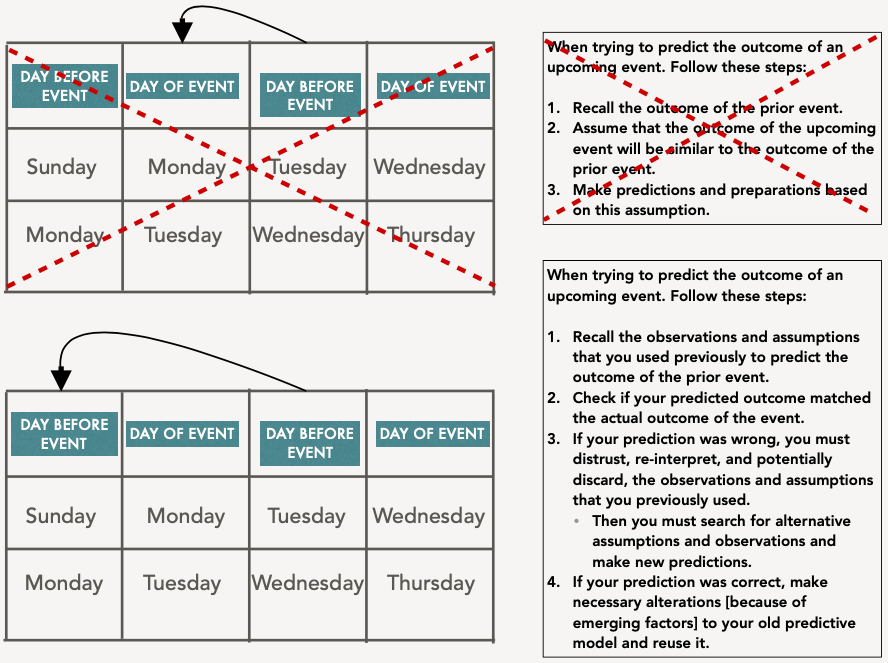 DAY BEFORE
EVENT
DAY OF EVENT
DAY BEFORE
EVENT
DAY OF EVENT
Sunday
Monday
Tuesday
Wednesday
Monday
Tuesday
Wednesday
Thursday
When trying to predict the outcome of an
upcoming event. Follow these steps:
1. Recall the outcome of the prior event.
2. Assume that the outcome of the upcoming
event will be similar to the outcome of the
prior event.
3. Make predictions and preparations based
on this assumption.
DAY BEFORE
EVENT
DAY OF EVENT
DAY BEFORE
EVENT
DAY OF EVENT
Sunday
Monday
Tuesday
Wednesday
Monday
Tuesday
Wednesday
Thursday
When trying to predict the outcome of an
upcoming event. Follow these steps:
1. Recall the observations and assumptions
that you used previously to predict the
outcome of the prior event.
2. Check if your predicted outcome matched
the actual outcome of the event.
3. If your prediction was wrong, you must
distrust, re-interpret, and potentially
discard, the observations and assumptions
that you previously used.
• Then you must search for alternative
assumptions and observations and
make new predictions.
4. If your prediction was correct, make
necessary alterations [because of
emerging factors] to your old predictive
model and reuse it.